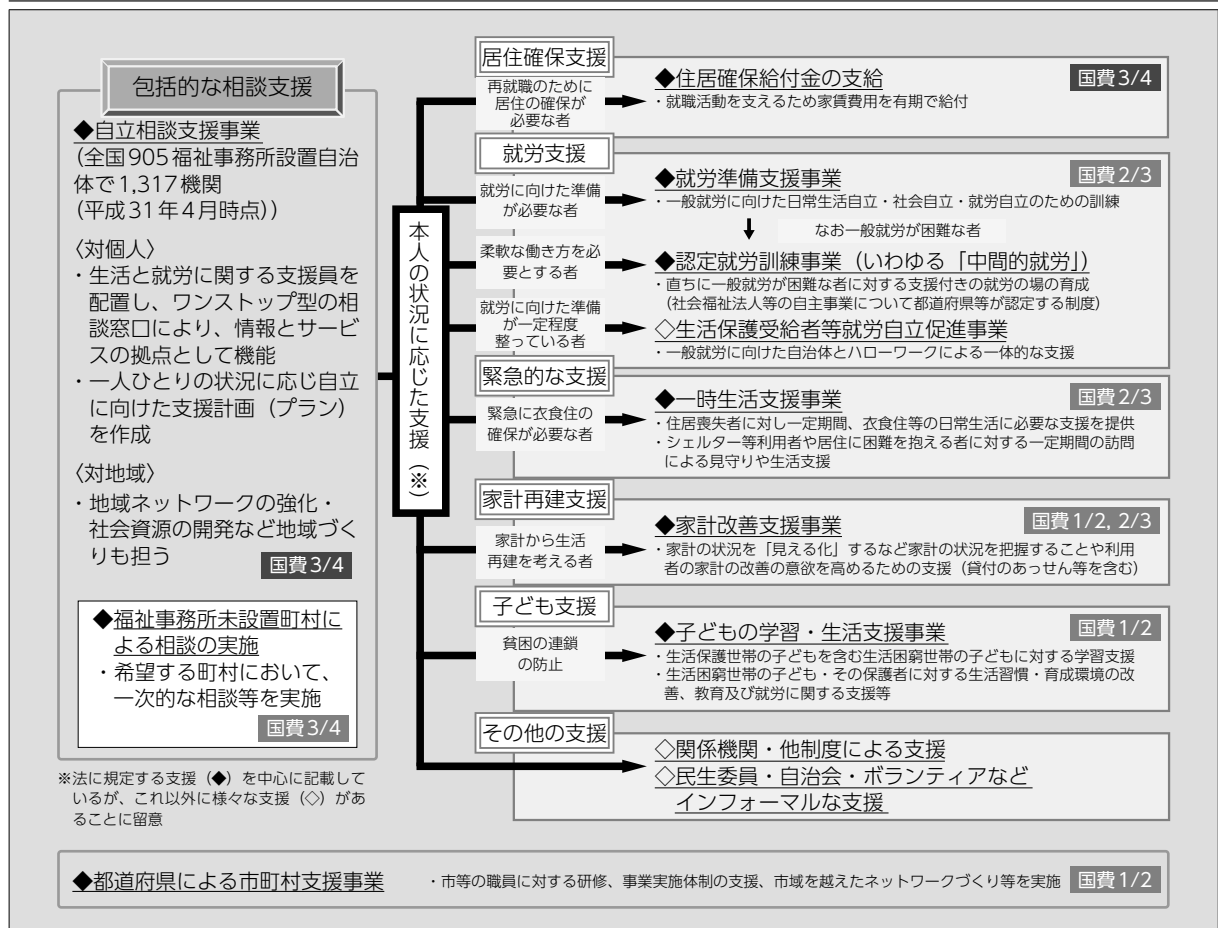 包括的な相談支援
◆自立相談支援事業
(全国905福祉事務所設置自治
体で1,317機関
(平成31年4月時点))
〈対個人〉
・生活と就労に関する支援員を
配置し、ワンストップ型の相
談窓口により、情報とサービ
スの拠点として機能
・一人ひとりの状況に応じ自立
に向けた支援計画（プラン）
を作成
〈対地域〉
・地域ネットワークの強化・
社会資源の開発など地域づく
りも担う
国費3/4
◆福祉事務所未設置町村に
よる相談の実施
・希望する町村において、
一次的な相談等を実施
国費3/4
※法に規定する支援（◆）を中心に記載して
いるが、これ以外に様々な支援（◇）があ
ることに留意
本人の状況に応じた支援（※）
居住確保支援
再就職のために
居住の確保が
必要な者
◆住居確保給付金の支給
国費3/4
・就職活動を支えるため家賃費用を有期で給付
就労支援
就労に向けた準備
が必要な者
◆就労準備支援事業
国費2/3
・一般就労に向けた日常生活自立・社会自立・就労自立のための訓練
なお一般就労が困難な者
柔軟な働き方を必
要とする者
◆認定就労訓練事業（いわゆる「中間的就労」）
・直ちに一般就労が困難な者に対する支援付きの就労の場の育成
(社会福祉法人等の自主事業について都道府県等が認定する制度)
就労に向けた準備
が一定程度
整っている者
◇生活保護受給者等就労自立促進事業
・一般就労に向けた自治体とハローワークによる一体的な支援
緊急的な支援
緊急に衣食住の
確保が必要な者
◆一時生活支援事業
国費2/3
・住居喪失者に対し一定期間、衣食住等の日常生活に必要な支援を提供
・シェルター等利用者や居住に困難を抱える者に対する一定期間の訪問
による見守りや生活支援
家計再建支援
家計から生活
再建を考える者
◆家計改善支援事業
国費1/2, 2/3
・家計の状況を「見える化」するなど家計の状況を把握することや利用
者の家計の改善の意欲を高めるための支援（貸付のあっせん等を含む）
子ども支援
貧困の連鎖
の防止
◆子どもの学習・生活支援事業
国費1/2
・生活保護世帯の子どもを含む生活困窮世帯の子どもに対する学習支援
・生活困窮世帯の子ども・その保護者に対する生活習慣・育成環境の改
善、教育及び就労に関する支援等
その他の支援
◇関係機関・他制度による支援
◇民生委員・自治会・ボランティアなど
インフォーマルな支援
◆都道府県による市町村支援事業
・市等の職員に対する研修、事業実施体制の支援、市域を越えたネットワークづくり等を実施
国費1/2